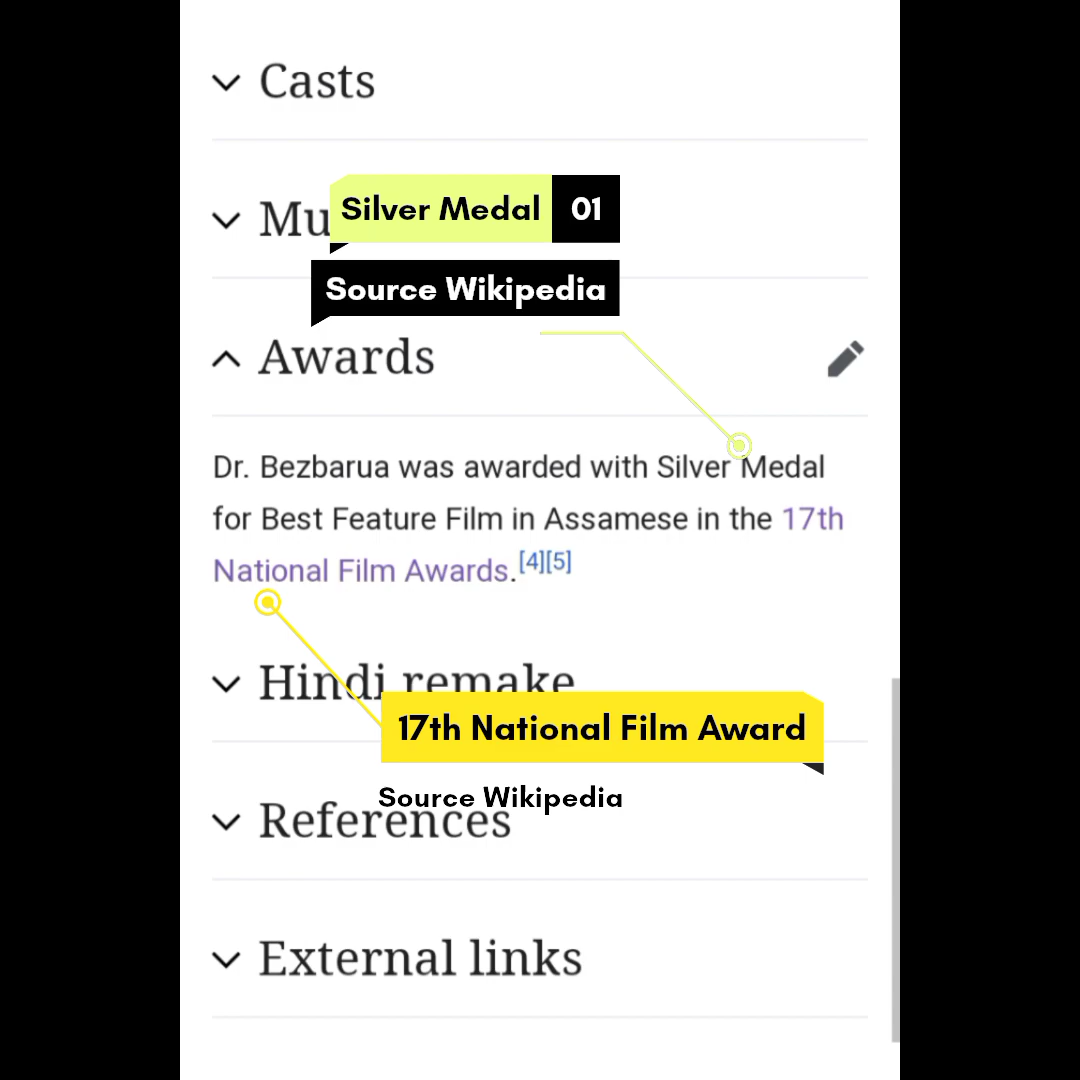 Casts
Mu
Silver Medal 01
Source Wikipedia
Awards
Dr. Bezbarua was awarded with Silver Medal
for Best Feature Film in Assamese in the 17th
National Film Awards.[4][5]
Hindi remake
17th National Film Award
Source Wikipedia
References
External links